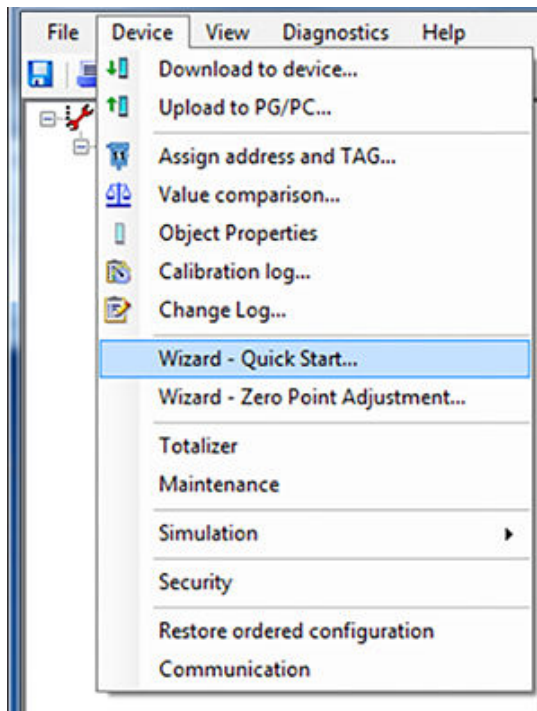 File Device View Diagnostics Help
Download to device...
Upload to PG/PC...
Assign address and TAG...
Value comparison...
Object Properties
Calibration log...
Change Log...
Wizard - Quick Start...
Wizard - Zero Point Adjustment...
Totalizer
Maintenance
Simulation
Security
Restore ordered configuration
Communication